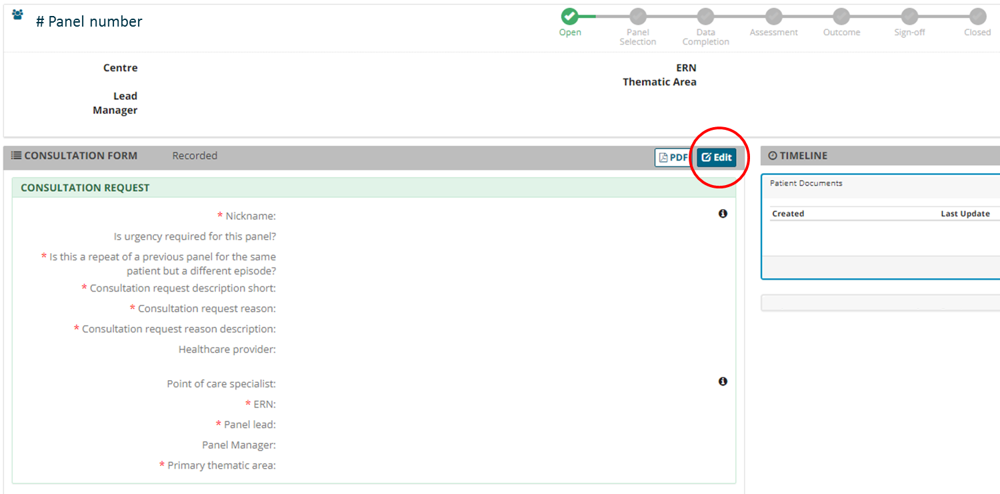 # Panel number
Open
Panel
Selection
Data
Completion
Assessment
Outcome
Sign-off
Closed
Centre
ERN
Thematic Area
Lead
Manager
CONSULTATION FORM Recorded
PDF
Edit
TIMELINE
CONSULTATION REQUEST
Patient Documents
Created Last Update
* Nickname:
Is urgency required for this panel?
* Is this a repeat of a previous panel for the same
patient but a different episode?
* Consultation request description short:
* Consultation request reason:
* Consultation request reason description:
Healthcare provider:
Point of care specialist:
* ERN:
* Panel lead:
Panel Manager:
* Primary thematic area: